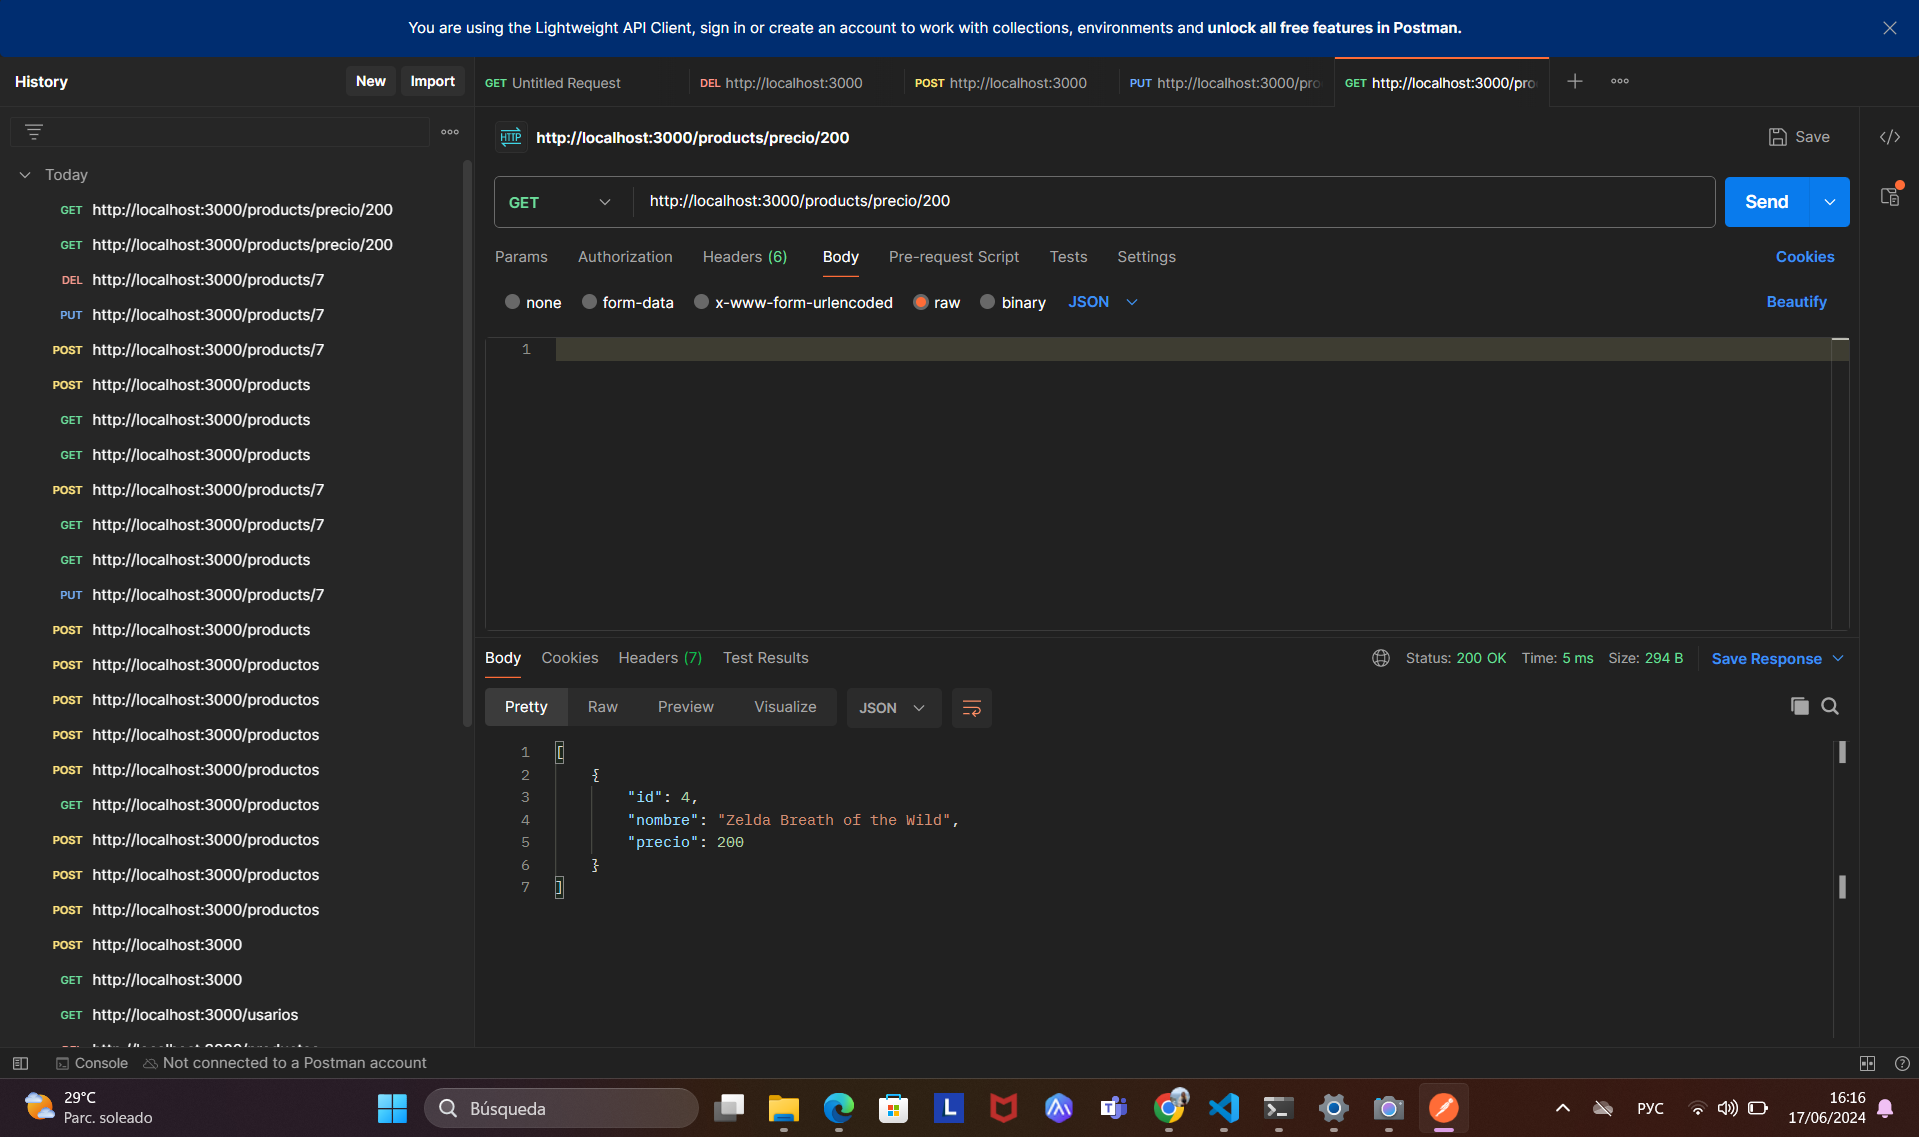 You are using the Lightweight API Client, sign in or create an account to work with collections, environments and unlock all free features in Postman.
History
New
Import
GET Untitled Request
DEL http://localhost:3000
POST http://localhost:3000
PUT http://localhost:3000/pro
GET http://localhost:3000/pro
HTTP http://localhost:3000/products/precio/200
Save
Today
GET http://localhost:3000/products/precio/200
GET http://localhost:3000/products/precio/200
DEL http://localhost:3000/products/7
PUT http://localhost:3000/products/7
POST http://localhost:3000/products/7
POST http://localhost:3000/products
GET http://localhost:3000/products
GET http://localhost:3000/products
POST http://localhost:3000/products/7
GET http://localhost:3000/products/7
GET http://localhost:3000/products
PUT http://localhost:3000/products/7
POST http://localhost:3000/products
POST http://localhost:3000/productos
POST http://localhost:3000/productos
POST http://localhost:3000/productos
POST http://localhost:3000/productos
GET http://localhost:3000/productos
POST http://localhost:3000/productos
POST http://localhost:3000/productos
POST http://localhost:3000/productos
POST http://localhost:3000
GET http://localhost:3000
GET http://localhost:3000/usarios
GET http://localhost:3000/products/precio/200
Send
Params Authorization Headers (6) Body Pre-request Script Tests Settings
Cookies
none form-data x-www-form-urlencoded raw binary JSON
Beautify
1
Body Cookies Headers (7) Test Results
Status: 200 OK Time: 5 ms Size: 294 B
Save Response
Pretty Raw Preview Visualize JSON
1 [
2 {
3 "id": 4,
4 "nombre": "Zelda Breath of the Wild",
5 "precio": 200
6 }
7 ]
Console Not connected to a Postman account
29°C
Parc. soleado
Búsqueda
L
РУС
16:16
17/06/2024